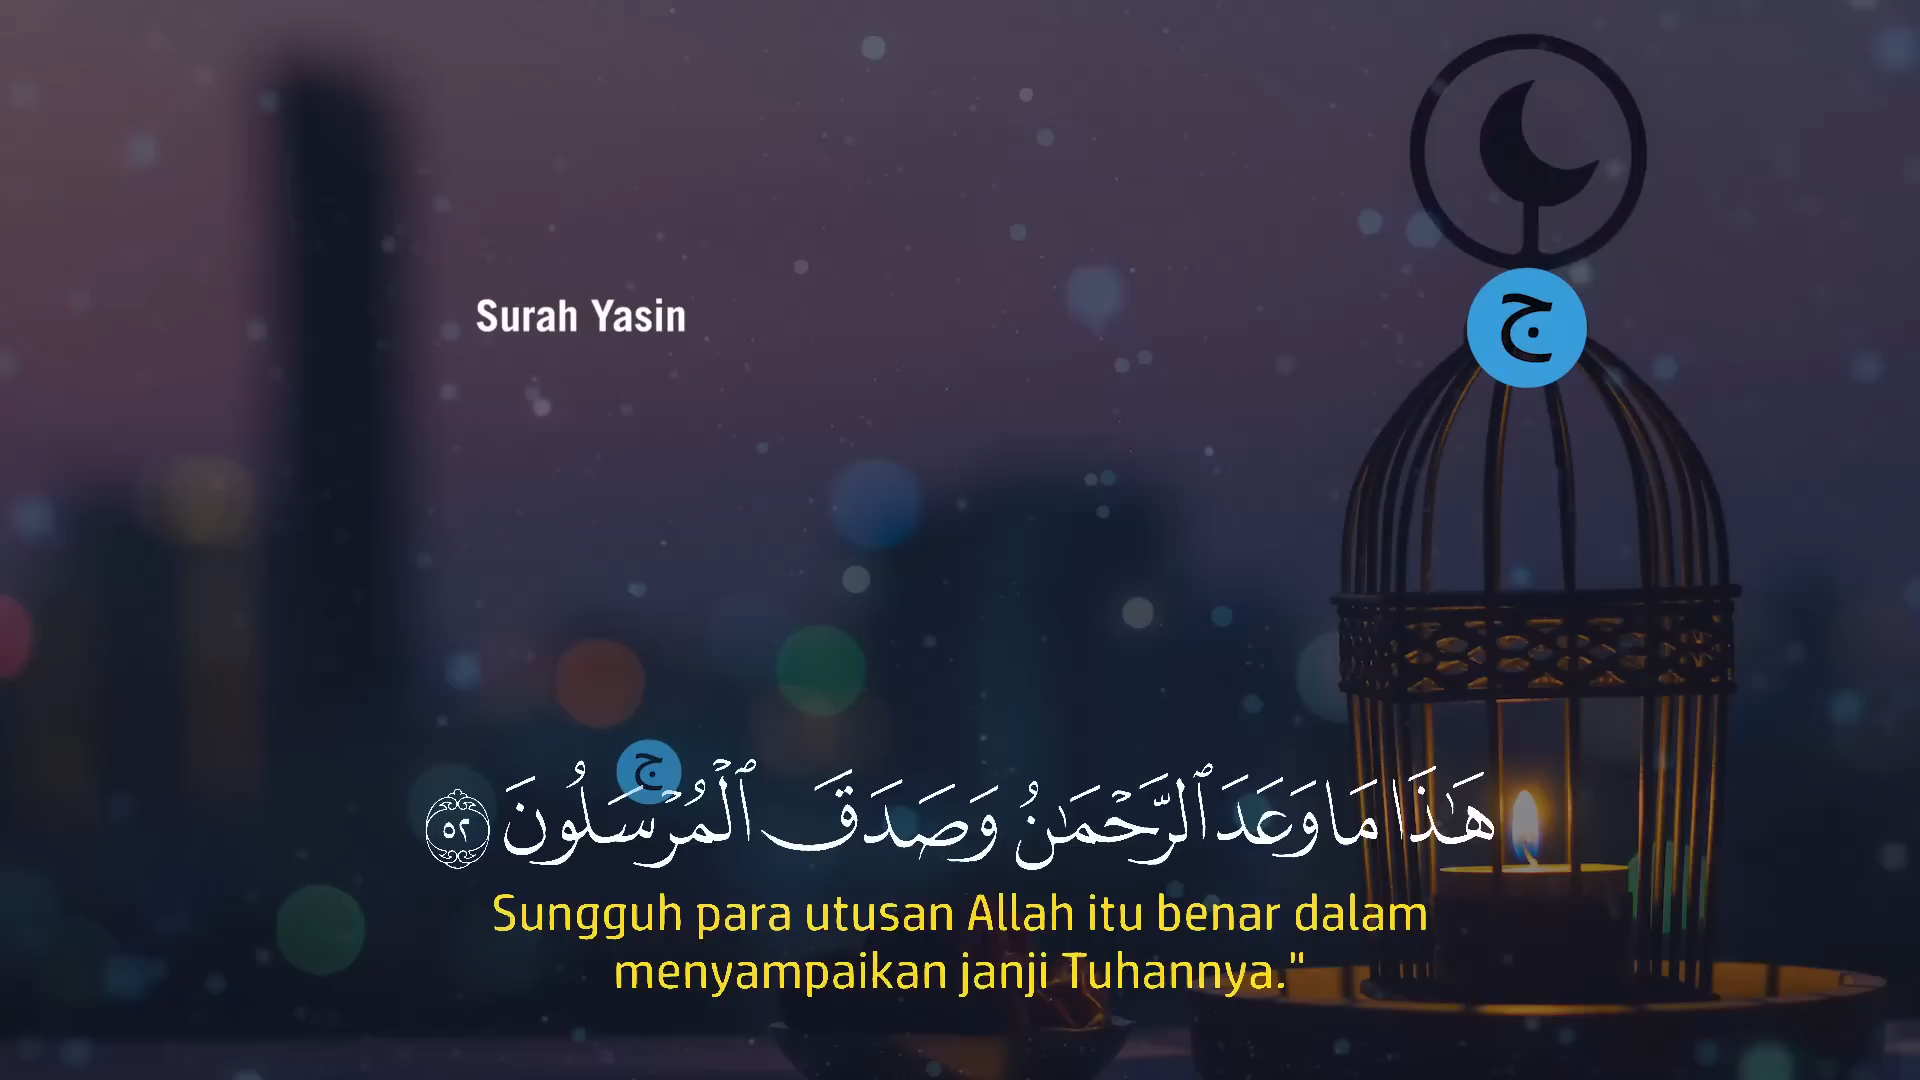 Surah Yasin
ج
ج
هَٰذَا مَا وَعَدَ ٱلرَّحْمَٰنُ وَصَدَقَ ٱلْمُرْسَلُونَ ٥٢
Sungguh para utusan Allah itu benar dalam
menyampaikan janji Tuhannya."